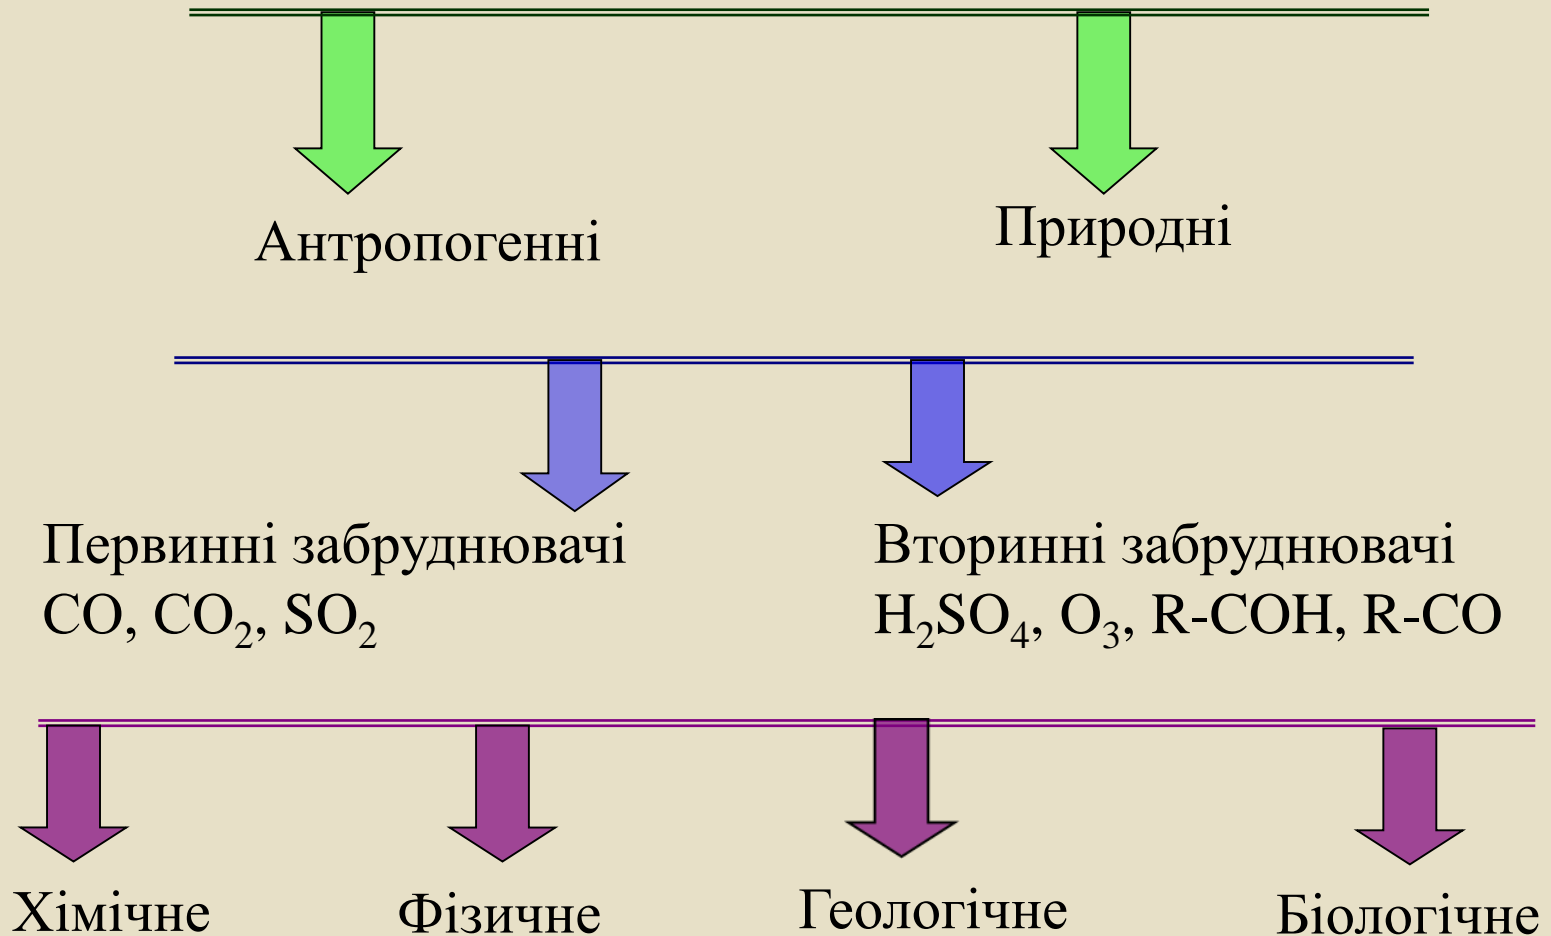 Антропогенні
Природні
Первинні забруднювачі
CO, CO₂, SO₂
Вторинні забруднювачі
H₂SO₄, O₃, R-COH, R-CO
Хімічне
Фізичне
Геологічне
Біологічне